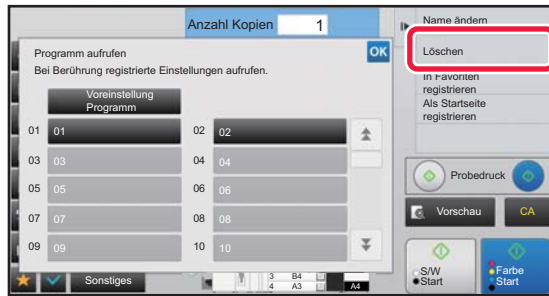 Anzahl Kopien 1
Name ändern
Löschen
In Favoriten
registrieren
Als Startseite
registrieren
Programm aufrufen
OK
Bei Berührung registrierte Einstellungen aufrufen.
Voreinstellung
Programm
01 01
02 02
03 03
04 04
05 05
06 06
07 07
08 08
09 09
10 10
Probedruck
Vorschau
CA
S/W
Start
Farbe
Start
Sonstiges
3 B4
4 A3
A4